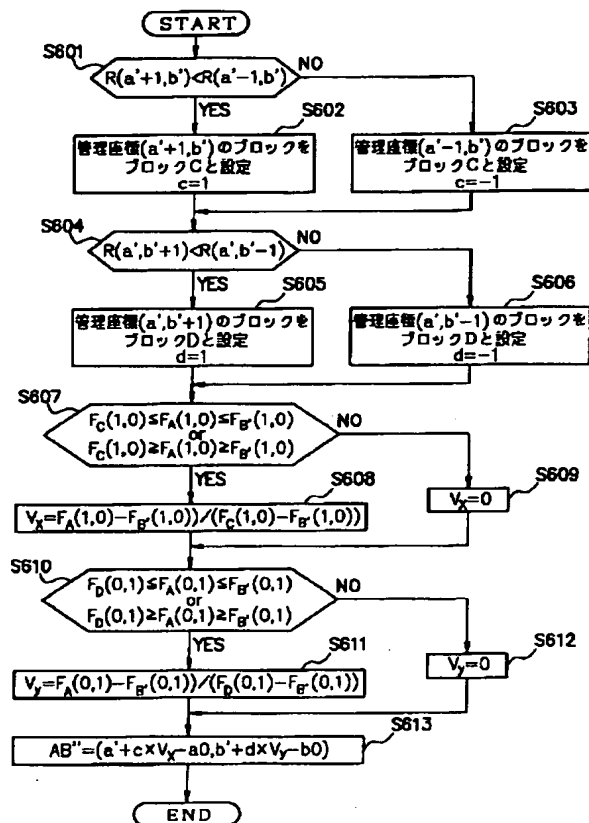 START
S601
R(a'+1,b')<R(a'-1,b')
NO
YES
S602
S603
管理座標(a'+1,b')のブロックを
ブロックCと設定
c=1
管理座標(a'-1,b')のブロックを
ブロックCと設定
c=-1
S604
R(a',b'+1)<R(a',b'-1)
NO
YES
S605
S606
管理座標(a',b'+1)のブロックを
ブロックDと設定
d=1
管理座標(a',b'-1)のブロックを
ブロックDと設定
d=-1
S607
F_C(1,0)≤F_A(1,0)≤F_B'(1,0)
or
F_C(1,0)≥F_A(1,0)≥F_B'(1,0)
NO
YES
S608
S609
V_X=F_A(1,0)-F_B'(1,0))/(F_C(1,0)-F_B'(1,0))
V_X=0
S610
F_D(0,1)≤F_A(0,1)≤F_B'(0,1)
or
F_D(0,1)≥F_A(0,1)≥F_B'(0,1)
NO
YES
S611
S612
V_y=F_A(0,1)-F_B'(0,1))/(F_D(0,1)-F_B'(0,1))
V_y=0
S613
AB''=(a'+c×V_X-a0,b'+d×V_y-b0)
END